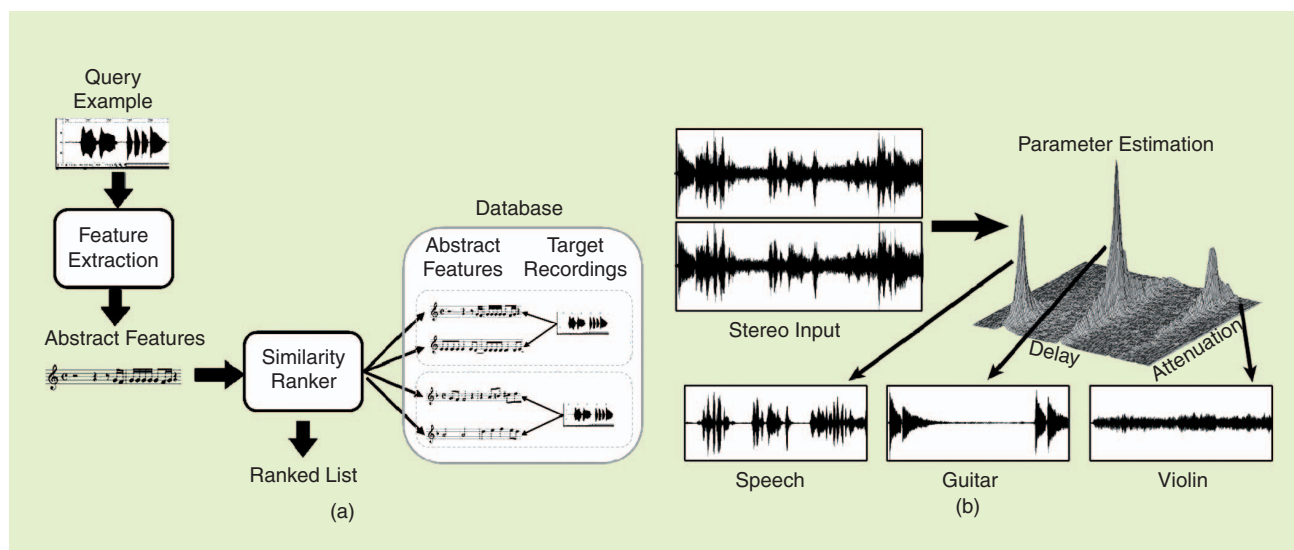 Query
Example
Feature
Extraction
Abstract Features
Similarity
Ranker
Ranked List
Database
Abstract
Features
Target
Recordings
(a)
Stereo Input
Parameter Estimation
Delay
Attenuation
Speech
Guitar
Violin
(b)